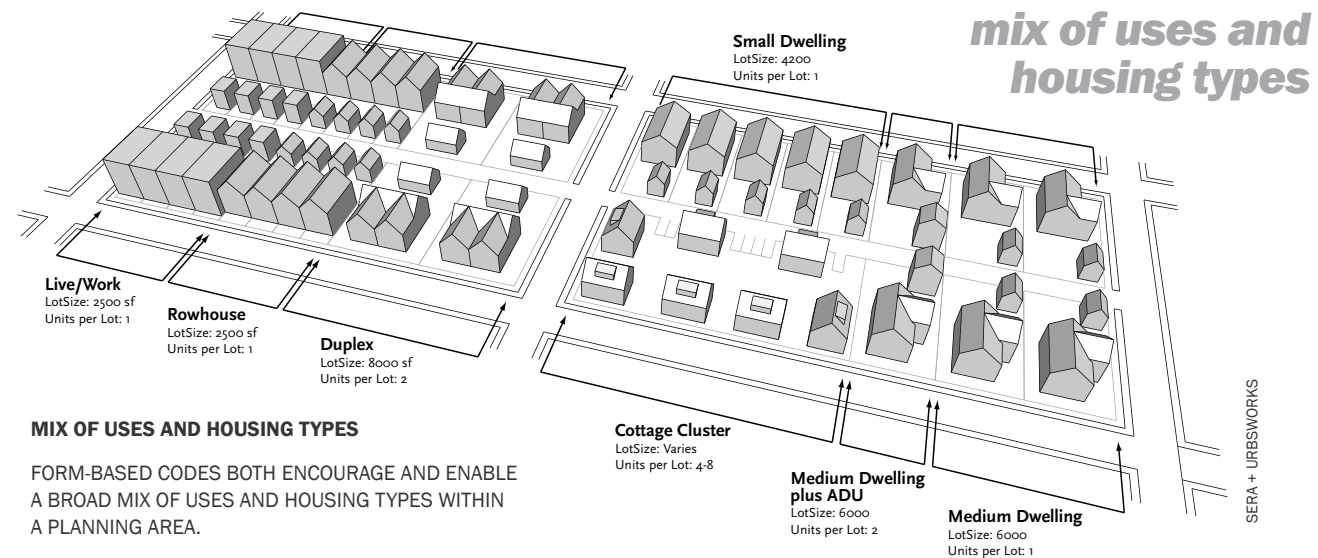 mix of uses and
housing types
Small Dwelling
LotSize: 4200
Units per Lot: 1
Live/Work
LotSize: 2500 sf
Units per Lot: 1
Rowhouse
LotSize: 2500 sf
Units per Lot: 1
Duplex
LotSize: 8000 sf
Units per Lot: 2
Cottage Cluster
LotSize: Varies
Units per Lot: 4-8
Medium Dwelling
plus ADU
LotSize: 6000
Units per Lot: 2
Medium Dwelling
LotSize: 6000
Units per Lot: 1
MIX OF USES AND HOUSING TYPES
FORM-BASED CODES BOTH ENCOURAGE AND ENABLE
A BROAD MIX OF USES AND HOUSING TYPES WITHIN
A PLANNING AREA.
SERA + URBSWORKS